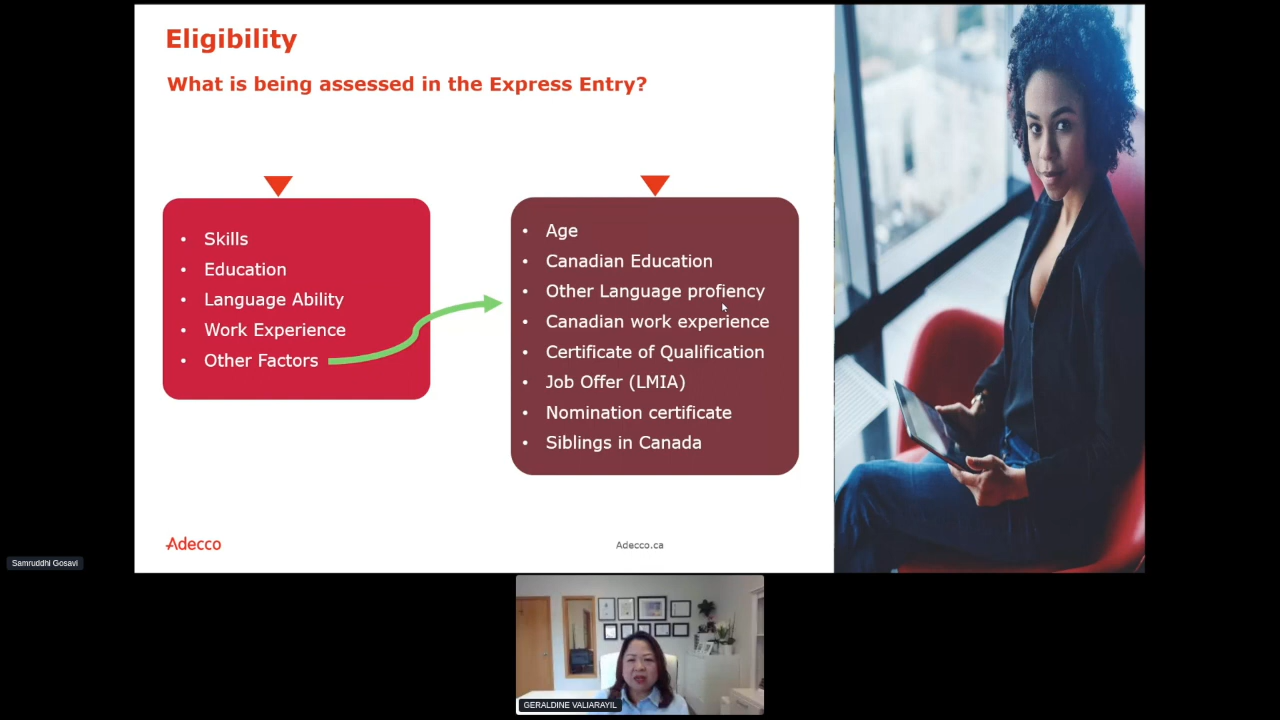 Eligibility
What is being assessed in the Express Entry?
• Skills
• Education
• Language Ability
• Work Experience
• Other Factors
• Age
• Canadian Education
• Other Language profiency
• Canadian work experience
• Certificate of Qualification
• Job Offer (LMIA)
• Nomination certificate
• Siblings in Canada
Adecco
Adecco.ca
Samruddhi Gosavi
GERALDINE VALIARAYIL